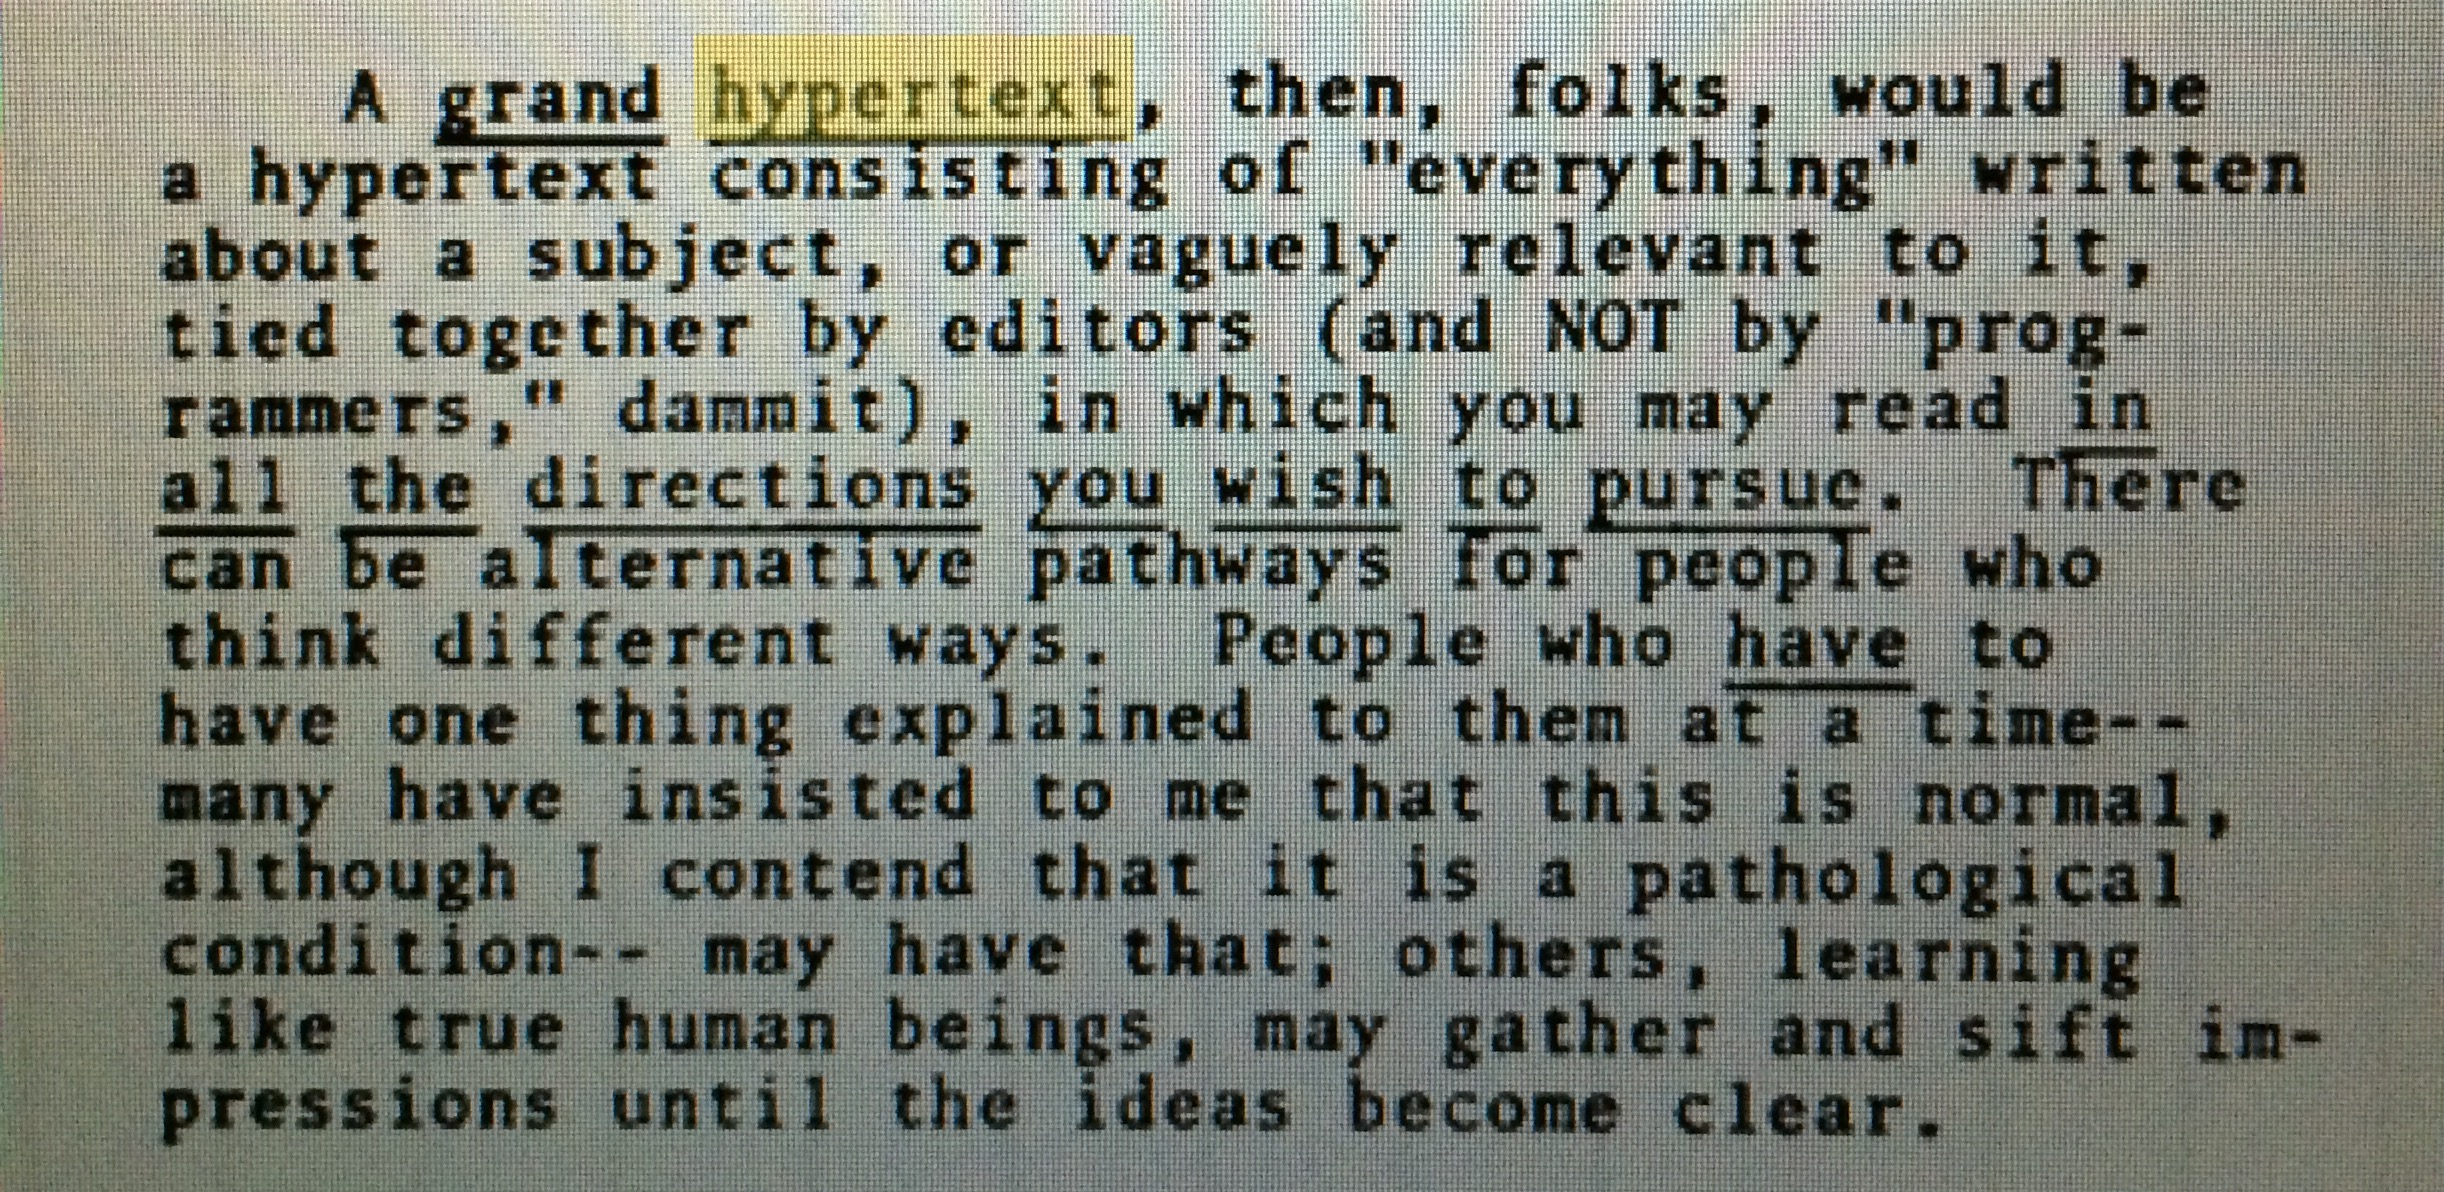 A grand hypertext, then, folks, would be
a hypertext consisting of "everything" written
about a subject, or vaguely relevant to it,
tied together by editors (and NOT by "prog-
rammers," dammit), in which you may read in
all the directions you wish to pursue.  There
can be alternative pathways for people who
think different ways.  People who have to
have one thing explained to them at a time--
many have insisted to me that this is normal,
although I contend that it is a pathological
condition-- may have that; others, learning
like true human beings, may gather and sift im-
pressions until the ideas become clear.